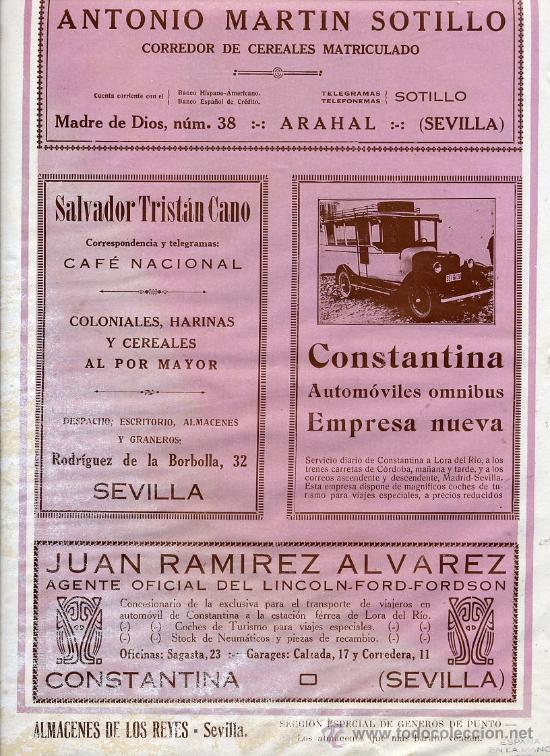 ANTONIO MARTIN SOTILLO
CORREDOR DE CEREALES MATRICULADO
Cuenta corriente con el { Banco Hispano-Americano.
Banco Español de Crédito.
TELEGRAMAS
TELEFONEMAS } SOTILLO
Madre de Dios, núm. 38 :-: ARAHAL :-: (SEVILLA)
Salvador Tristán Cano
Correspondencia y telegramas:
CAFÉ NACIONAL
COLONIALES, HARINAS
Y CEREALES
AL POR MAYOR
DESPACHO, ESCRITORIO, ALMACENES
Y GRANEROS:
Rodríguez de la Borbolla, 32
SEVILLA
Constantina
Automóviles omnibus
Empresa nueva
Servicio diario de Constantina a Lora del Río, a los
trenes carretas de Córdoba, mañana y tarde, y a los
correos ascendente y descendente, Madrid-Sevilla.
Esta empresa dispone de magníficos coches de tu-
rismo para viajes especiales, a precios reducidos
JUAN RAMIREZ ALVAREZ
AGENTE OFICIAL DEL LINCOLN-FORD-FORDSON
Concesionario de la exclusiva para el transporte de viajeros en
automóvil de Constantina a la estación férrea de Lora del Río.
(-) (-) Coches de Turismo para viajes especiales. (-) (-)
(-) (-) Stock de Neumáticos y piezas de recambio. (-) (-)
Oficinas: Sagasta, 23 :-: Garages: Calzada, 17 y Corredera, 11
CONSTANTINA (SEVILLA)
ALMACENES DE LOS REYES - Sevilla.
SECCION ESPECIAL DE GENEROS DE PUNTO
Los almacenes que más barato venden.
todocoleccion.net